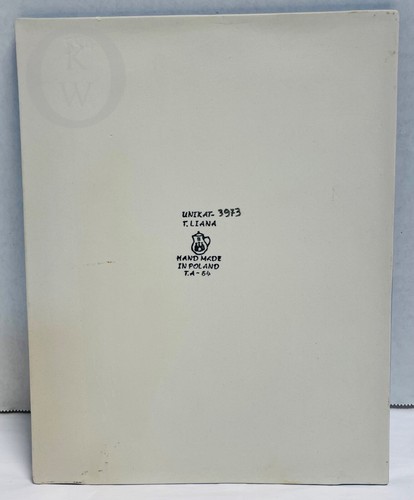 R
W
UNIKAT- 3973
T. LIANA
HAND MADE
IN POLAND
T.A-64